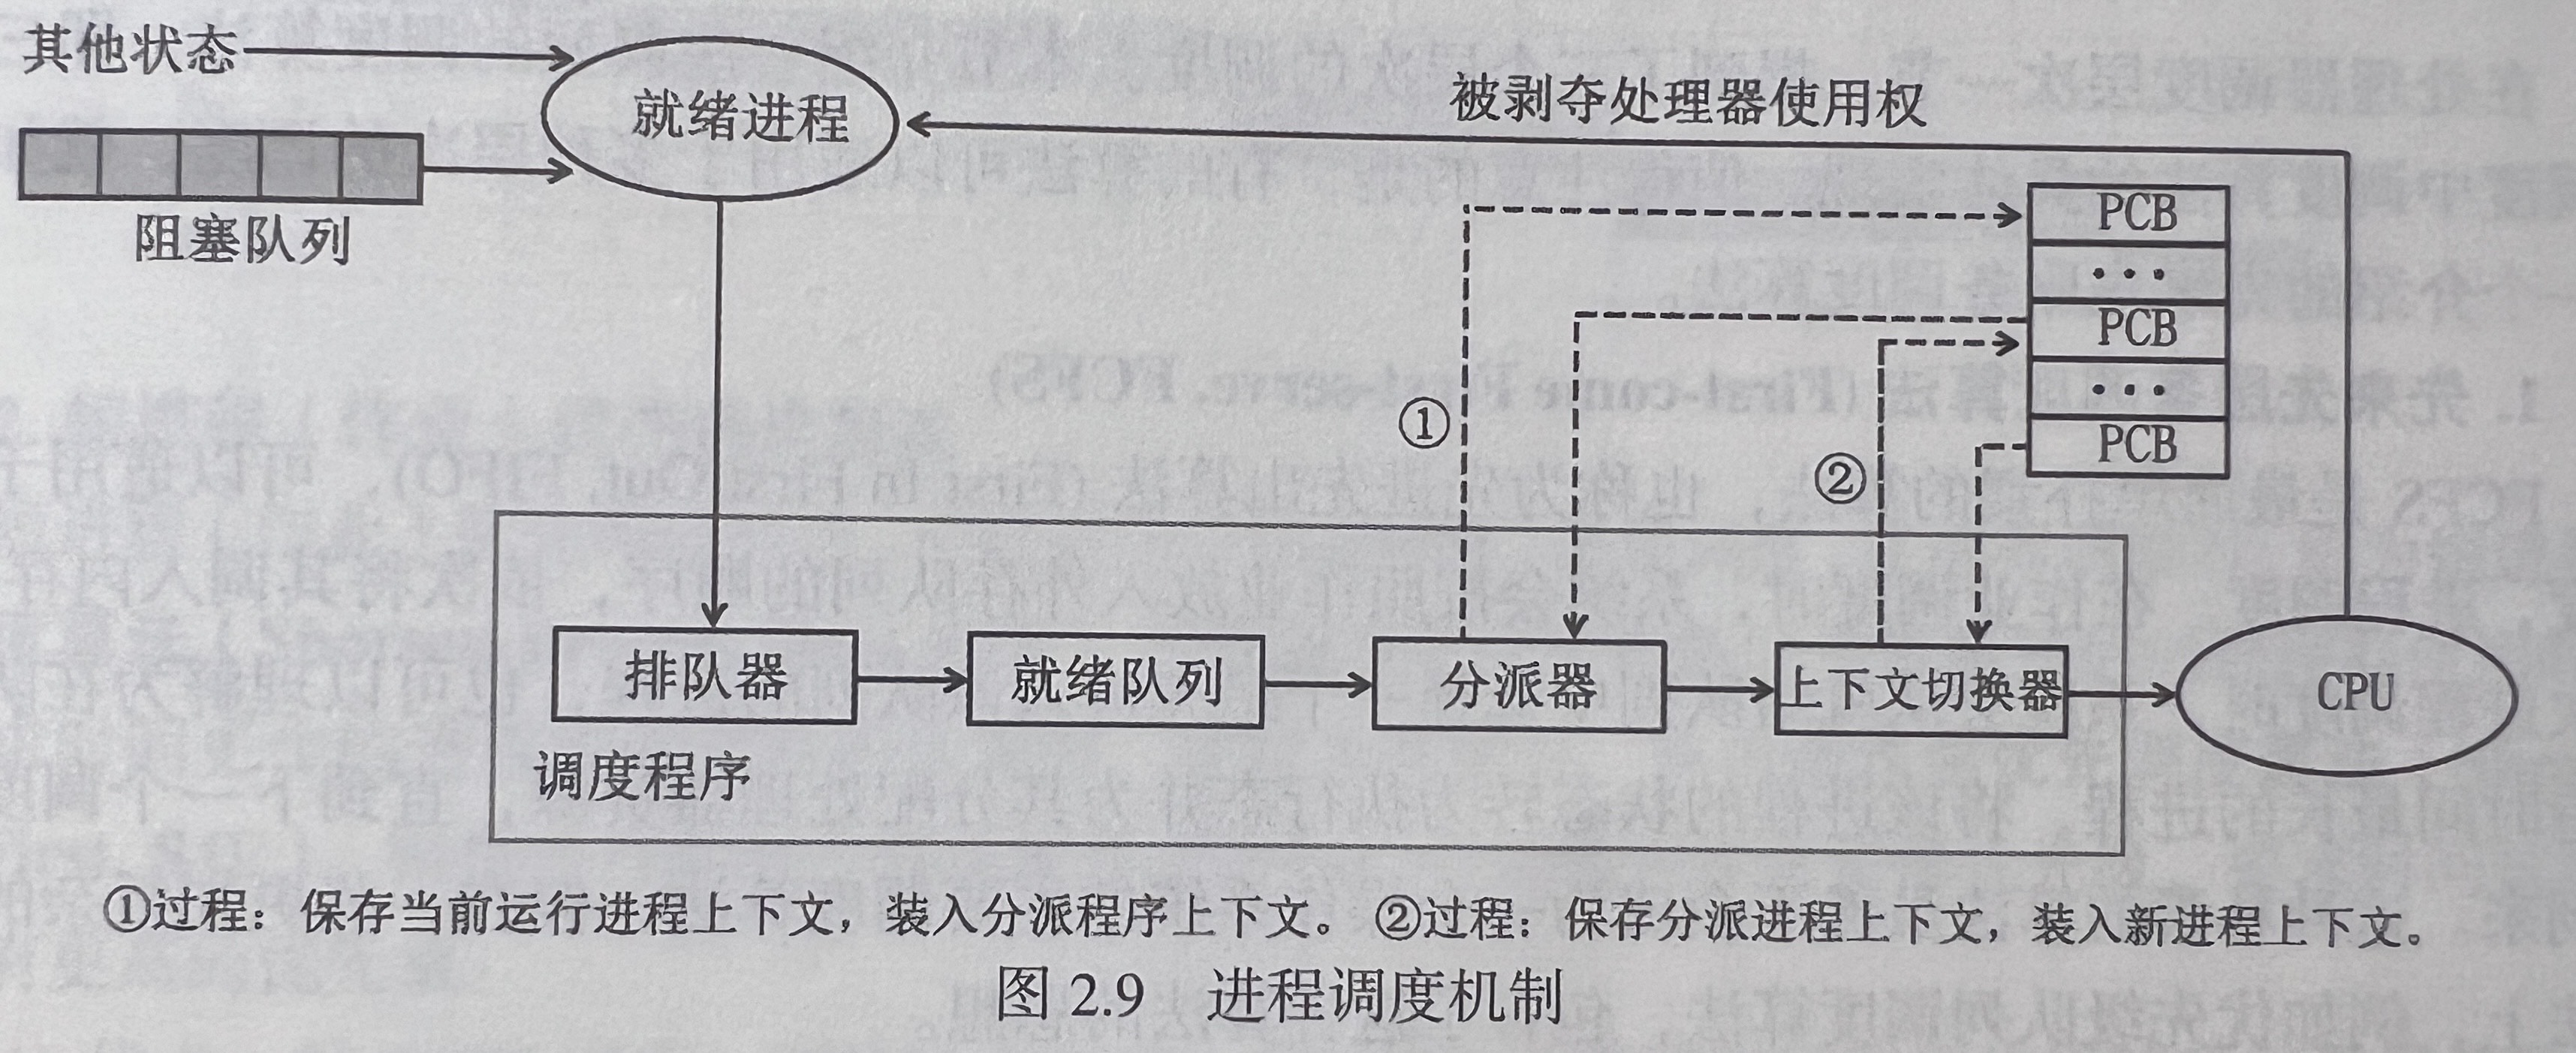 其他状态
就绪进程
被剥夺处理器使用权
阻塞队列
PCB
···
PCB
···
PCB
①
②
排队器
就绪队列
分派器
上下文切换器
CPU
调度程序
①过程：保存当前运行进程上下文，装入分派程序上下文。②过程：保存分派进程上下文，装入新进程上下文。
图 2.9 进程调度机制